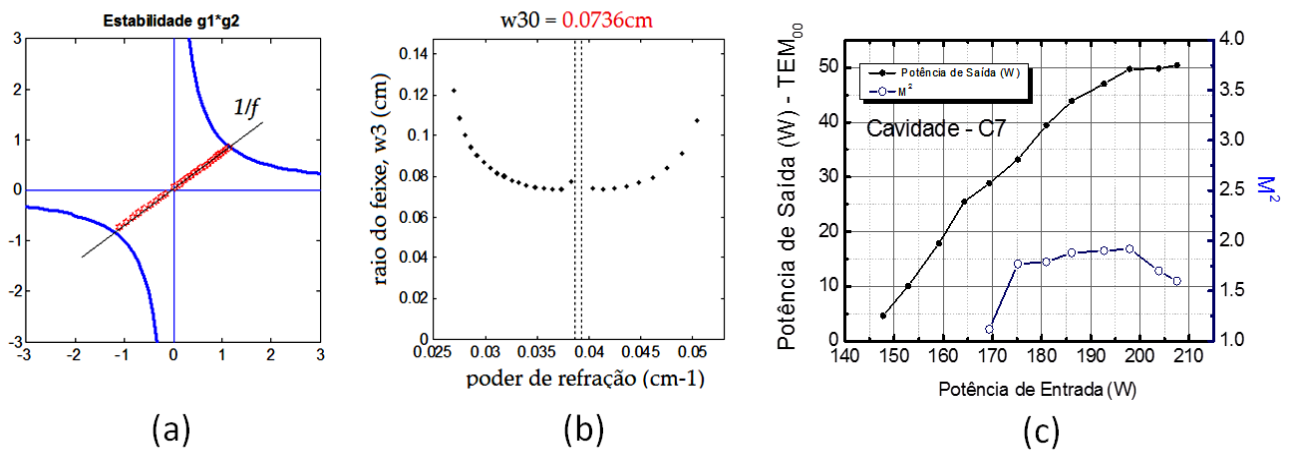 Estabilidade g1*g2
3
2
1
0
-1
-2
-3
-3 -2 -1 0 1 2 3
1/f
(a)
w30 = 0.0736cm
raio do feixe, w3 (cm)
0.14
0.12
0.1
0.08
0.06
0.04
0.02
0
0.025 0.03 0.035 0.04 0.045 0.05
poder de refração (cm-1)
(b)
Potência de Saída (W) - TEM00
50
45
40
35
30
25
20
15
10
5
0
Potência de Saída (W)
M²
Cavidade - C7
4.0
3.5
3.0
2.5
2.0
1.5
1.0
M²
140 150 160 170 180 190 200 210
Potência de Entrada (W)
(c)